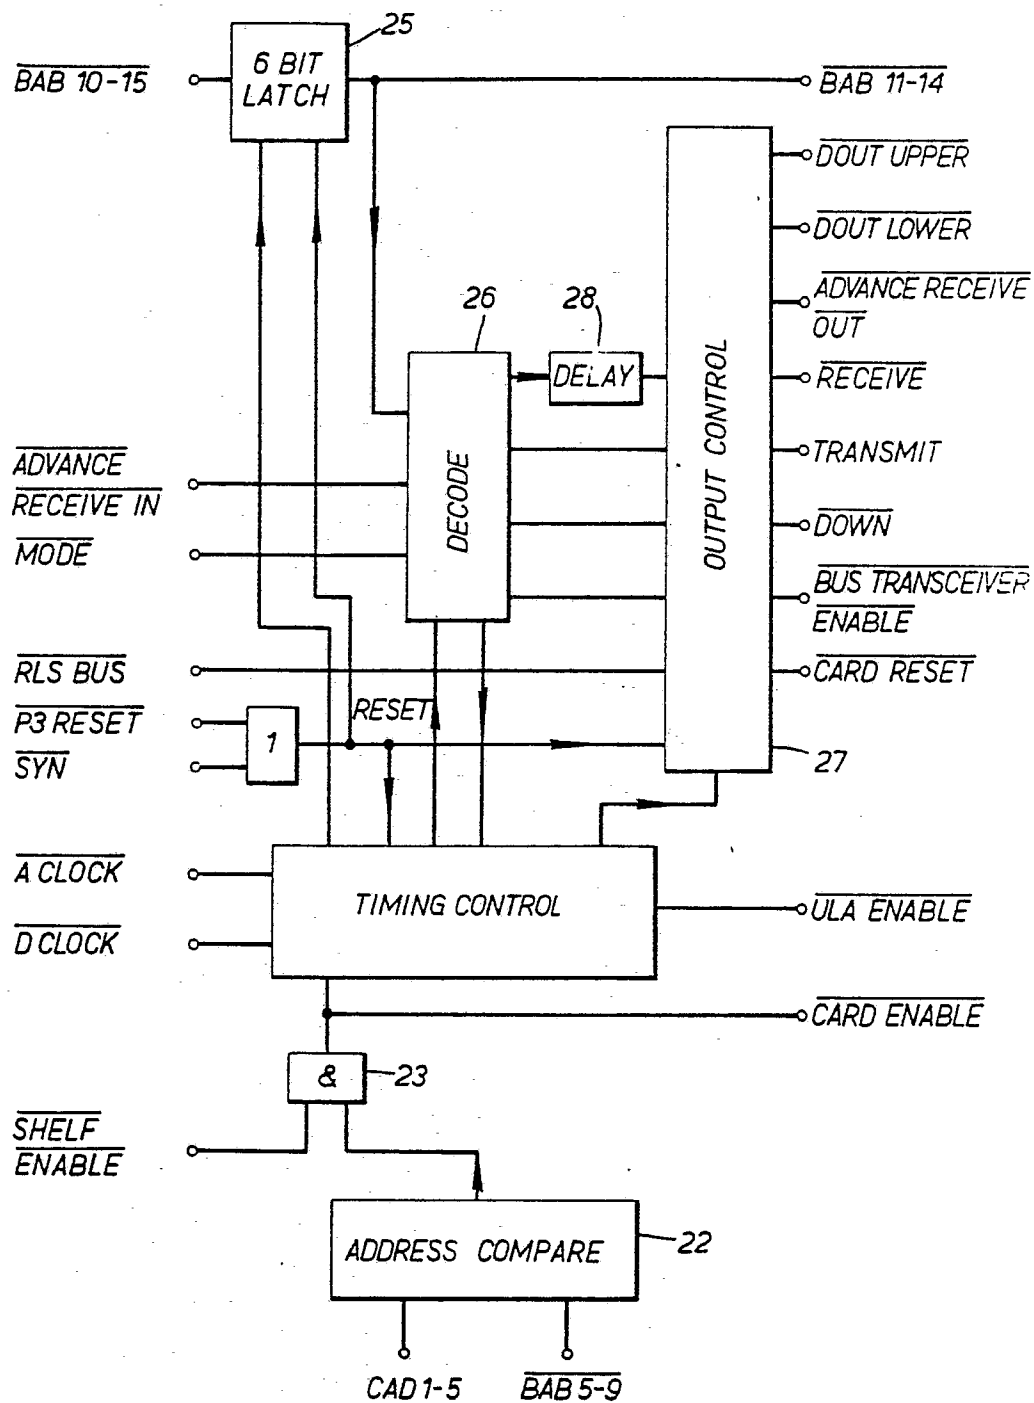 25
6 BIT
LATCH
BAB 10-15
BAB 11-14
DOUT UPPER
DOUT LOWER
ADVANCE RECEIVE
OUT
26
28
DELAY
RECEIVE
ADVANCE
RECEIVE IN
DECODE
OUTPUT CONTROL
TRANSMIT
MODE
DOWN
BUS TRANSCEIVER
ENABLE
RLS BUS
CARD RESET
P3 RESET
RESET
SYN
1
27
A CLOCK
TIMING CONTROL
ULA ENABLE
D CLOCK
CARD ENABLE
&
23
SHELF
ENABLE
ADDRESS COMPARE
22
CAD 1-5
BAB 5-9